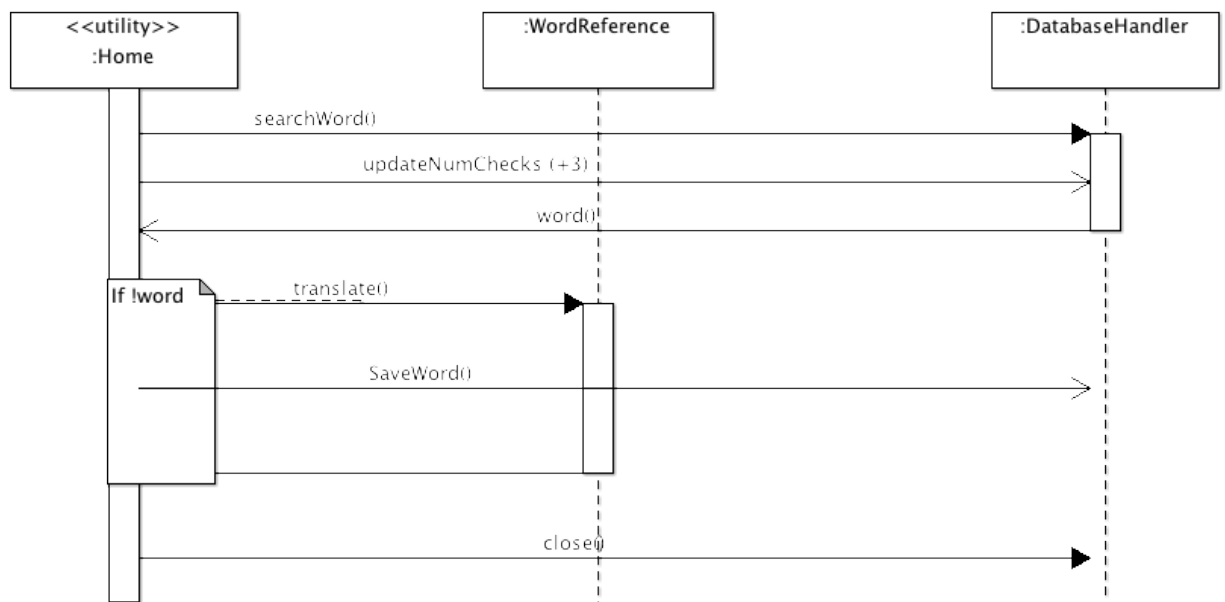 <<utility>>
:Home
:WordReference
:DatabaseHandler
searchWord()
updateNumChecks (+3)
word()
If !word
translate()
SaveWord()
close()